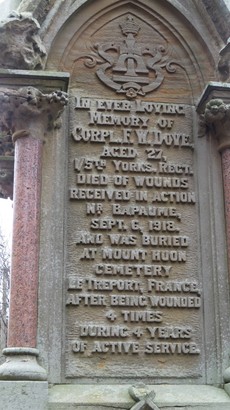 IN EVER LOVING
MEMORY OF
CORPL. F. W. DOVE,
AGED 27,
1/5TH YORKS. REGT.
DIED OF WOUNDS
RECEIVED IN ACTION
NR BAPAUME,
SEPT. 6, 1918.
AND WAS BURIED
AT MOUNT HUON
CEMETERY
LE TREPORT, FRANCE,
AFTER BEING WOUNDED
4 TIMES
DURING 4 YEARS
OF ACTIVE SERVICE.